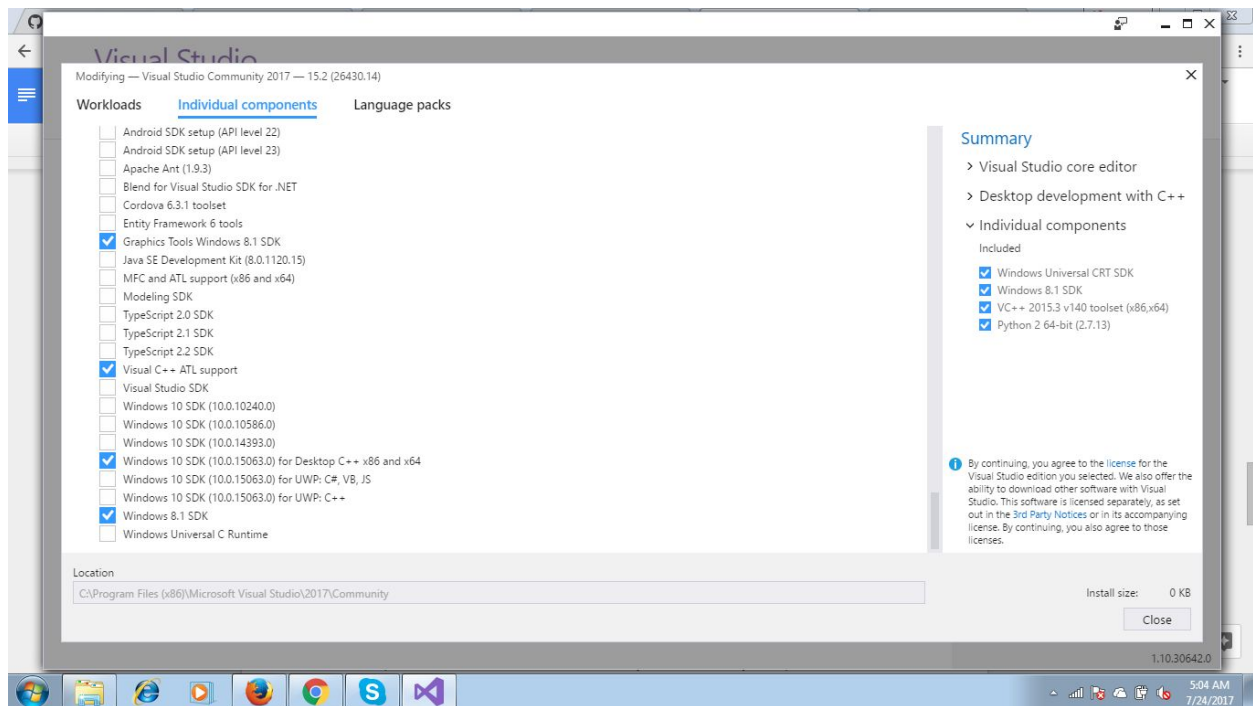 Visual Studio
Modifying — Visual Studio Community 2017 — 15.2 (26430.14)
Workloads Individual components Language packs
Android SDK setup (API level 22)
Android SDK setup (API level 23)
Apache Ant (1.9.3)
Blend for Visual Studio SDK for .NET
Cordova 6.3.1 toolset
Entity Framework 6 tools
Graphics Tools Windows 8.1 SDK
Java SE Development Kit (8.0.1120.15)
MFC and ATL support (x86 and x64)
Modeling SDK
TypeScript 2.0 SDK
TypeScript 2.1 SDK
TypeScript 2.2 SDK
Visual C++ ATL support
Visual Studio SDK
Windows 10 SDK (10.0.10240.0)
Windows 10 SDK (10.0.10586.0)
Windows 10 SDK (10.0.14393.0)
Windows 10 SDK (10.0.15063.0) for Desktop C++ x86 and x64
Windows 10 SDK (10.0.15063.0) for UWP: C#, VB, JS
Windows 10 SDK (10.0.15063.0) for UWP: C++
Windows 8.1 SDK
Windows Universal C Runtime
Summary
Visual Studio core editor
Desktop development with C++
Individual components
Included
Windows Universal CRT SDK
Windows 8.1 SDK
VC++ 2015.3 v140 toolset (x86,x64)
Python 2 64-bit (2.7.13)
By continuing, you agree to the license for the
Visual Studio edition you selected. We also offer the
ability to download other software with Visual
Studio. This software is licensed separately, as set
out in the 3rd Party Notices or in its accompanying
license. By continuing, you also agree to those
licenses.
Location
C:\Program Files (x86)\Microsoft Visual Studio\2017\Community
Install size: 0 KB
Close
1.10.30642.0
5:04 AM
7/24/2017